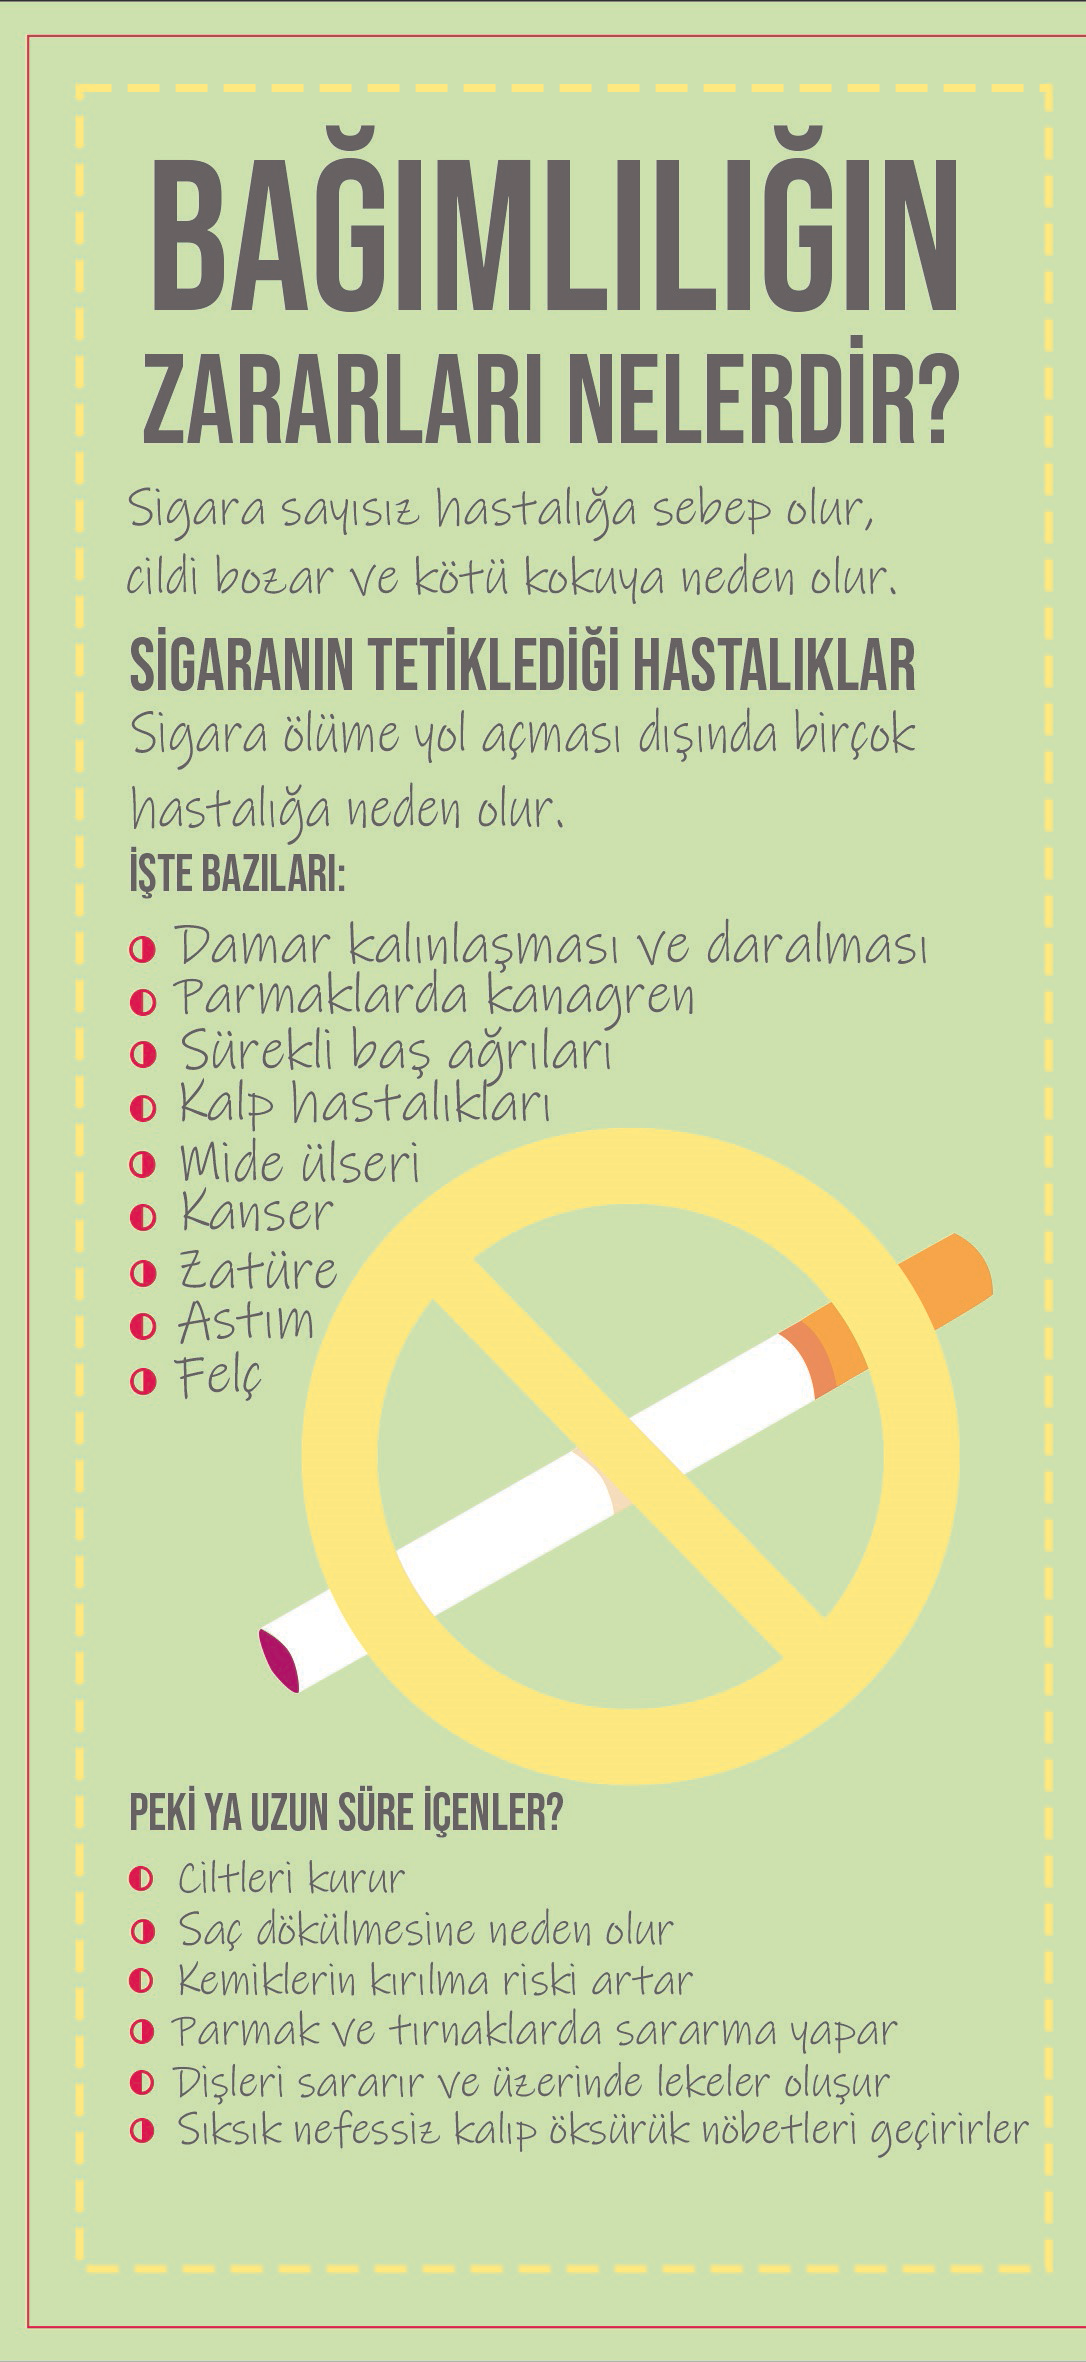 BAĞIMLILIĞIN
ZARARLARI NELERDİR?
Sigara sayısız hastalığa sebep olur,
cildi bozar ve kötü kokuya neden olur.
SİGARANIN TETİKLEDİĞİ HASTALIKLAR
Sigara ölüme yol açması dışında birçok
hastalığa neden olur.
İŞTE BAZILARI:
Damar kalınlaşması ve daralması
Parmaklarda kanagren
Sürekli baş ağrıları
Kalp hastalıkları
Mide ülseri
Kanser
Zatüre
Astım
Felç
PEKİ YA UZUN SÜRE İÇENLER?
Ciltleri kurur
Saç dökülmesine neden olur
Kemiklerin kırılma riski artar
Parmak ve tırnaklarda sararma yapar
Dişleri sararır ve üzerinde lekeler oluşur
Sıksık nefessiz kalıp öksürük nöbetleri geçirirler